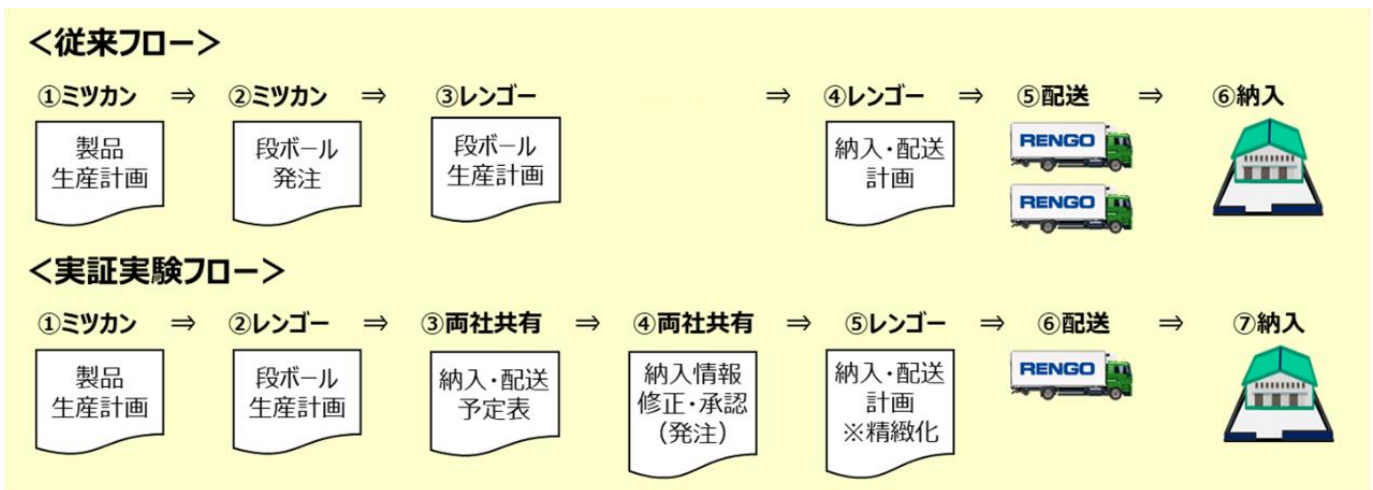 <従来フロー>
①ミツカン ⇒ ②ミツカン ⇒ ③レンゴー ⇒ ④レンゴー ⇒ ⑤配送 ⇒ ⑥納入
製品
生産計画
段ボール
発注
段ボール
生産計画
納入・配送
計画
RENGO
RENGO
<実証実験フロー>
①ミツカン ⇒ ②レンゴー ⇒ ③両社共有 ⇒ ④両社共有 ⇒ ⑤レンゴー ⇒ ⑥配送 ⇒ ⑦納入
製品
生産計画
段ボール
生産計画
納入・配送
予定表
納入情報
修正・承認
(発注)
納入・配送
計画
※精緻化
RENGO